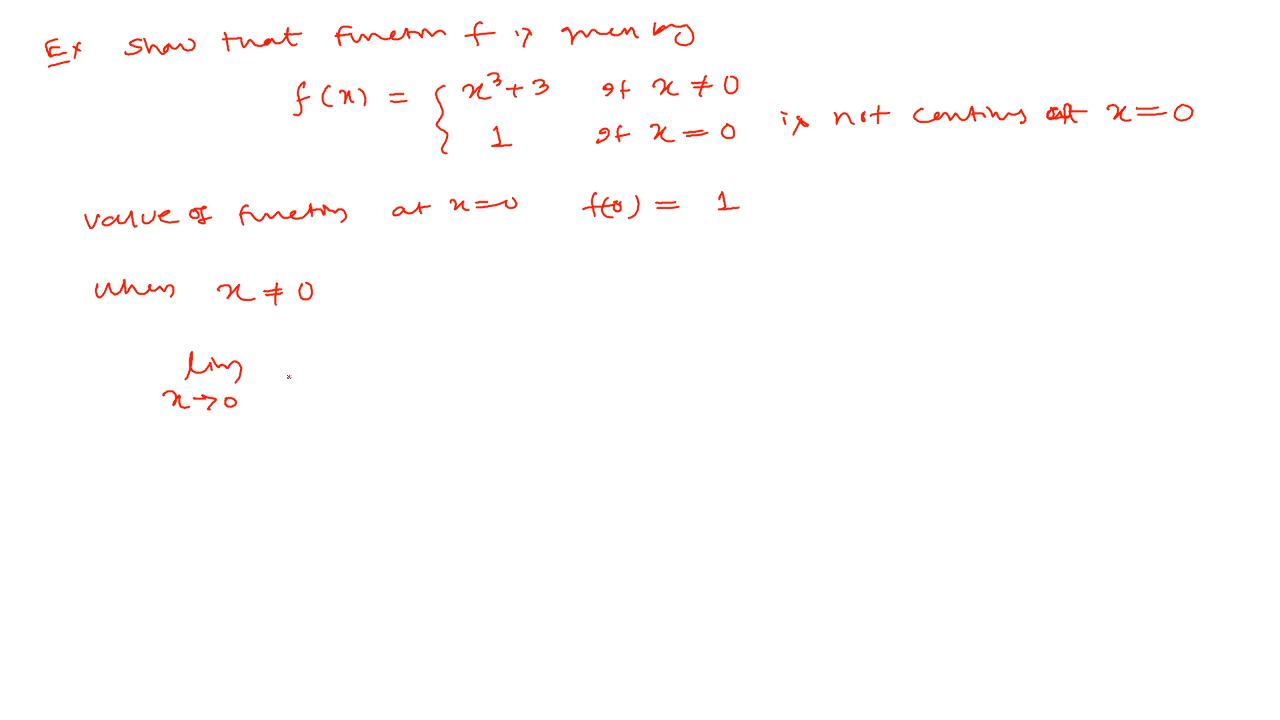 Ex Show that function f is given by
f(x) = { x³+3 if x ≠ 0
1 if x = 0 is not continus at x=0
value of function at x=0 f(0) = 1
when x ≠ 0
lim
x→0